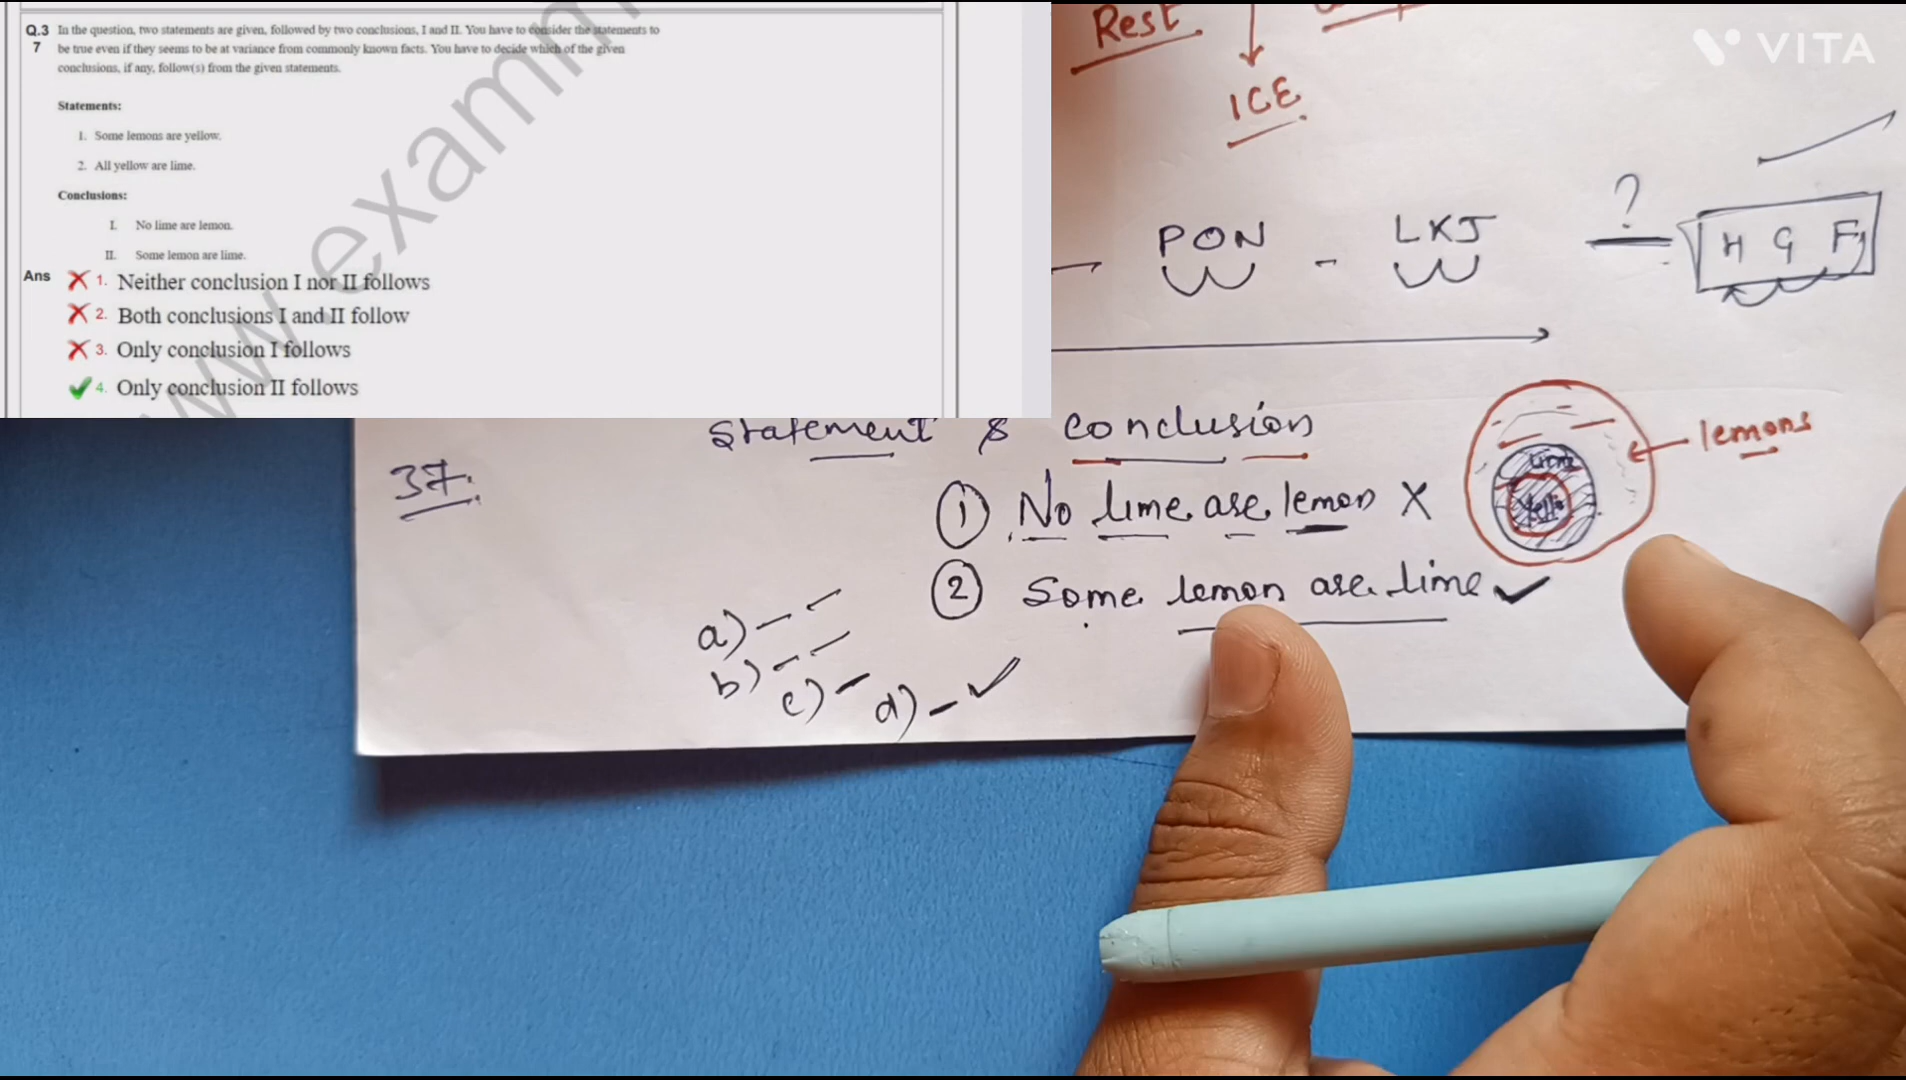 Q.3 In the question, two statements are given, followed by two conclusions, I and II. You have to consider the statements to
7 be true even if they seems to be at variance from commonly known facts. You have to decide which of the given
conclusions, if any, follow(s) from the given statements.
Statements:
1. Some lemons are yellow.
2. All yellow are lime.
Conclusions:
I. No lime are lemon.
II. Some lemon are lime.
Ans
1. Neither conclusion I nor II follows
2. Both conclusions I and II follow
3. Only conclusion I follows
4. Only conclusion II follows
VITA
Rest
ICE
- PON - LKJ ? HGF
Statement & conclusion
37.
① No lime are lemon X
② Some lemon are lime ✓
a) - -
b) - -
c) -
d) - ✓
lime
lemons